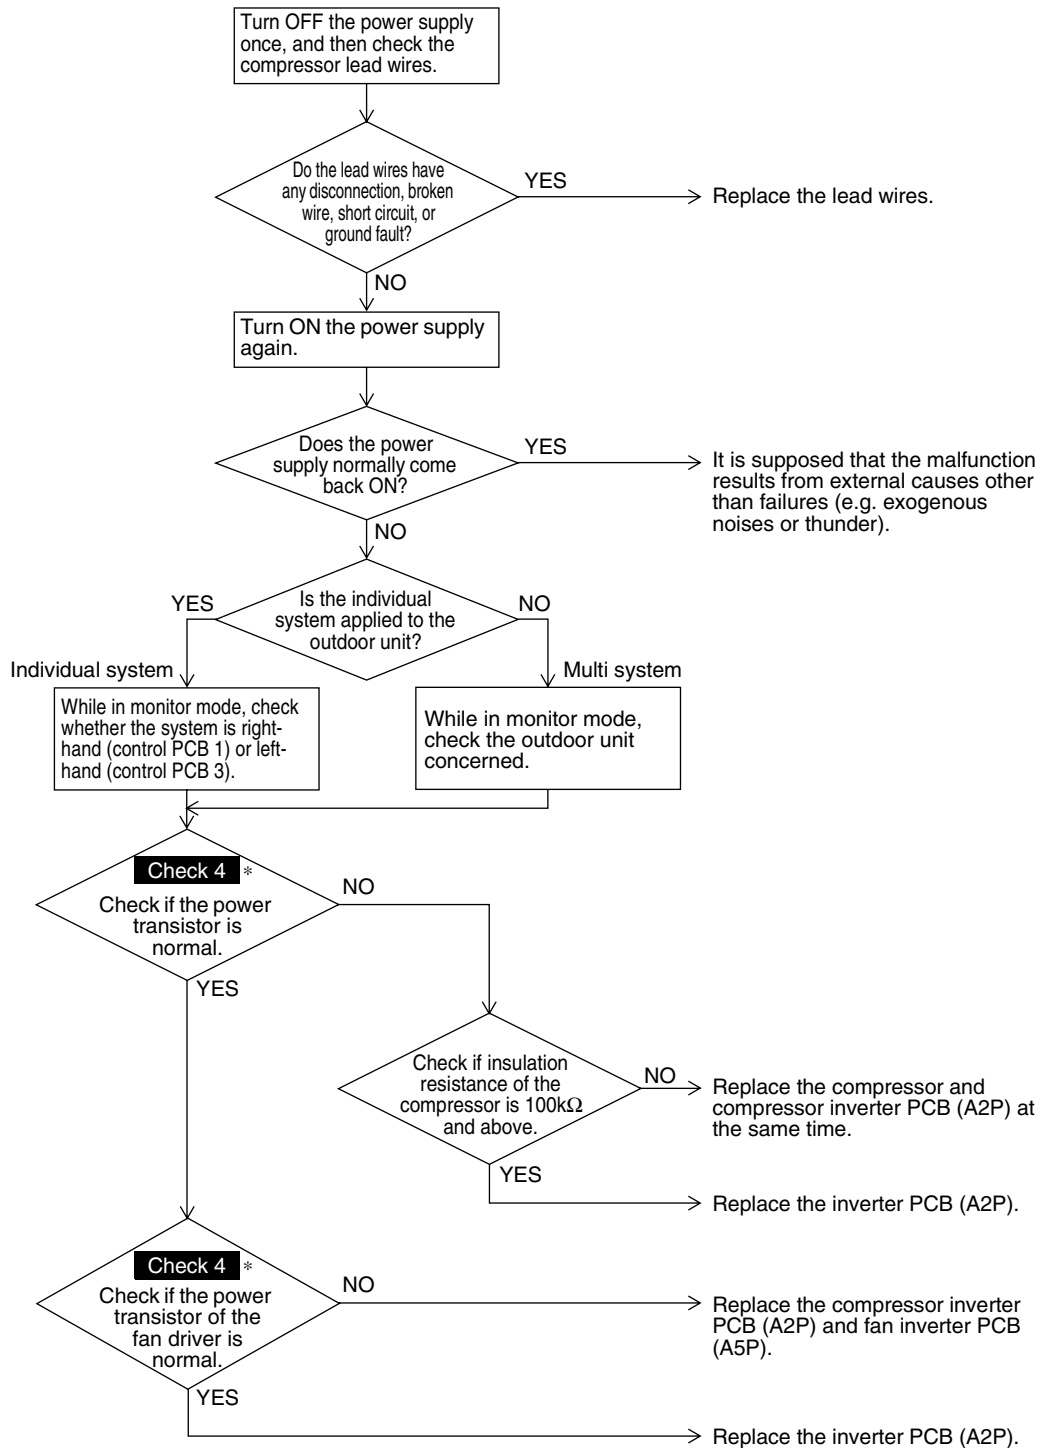 Turn OFF the power supply
once, and then check the
compressor lead wires.
Do the lead wires have
any disconnection, broken
wire, short circuit, or
ground fault?
YES
Replace the lead wires.
NO
Turn ON the power supply
again.
Does the power
supply normally come
back ON?
YES
It is supposed that the malfunction
results from external causes other
than failures (e.g. exogenous
noises or thunder).
NO
Is the individual
system applied to the
outdoor unit?
YES
NO
Individual system
Multi system
While in monitor mode, check
whether the system is right-
hand (control PCB 1) or left-
hand (control PCB 3).
While in monitor mode,
check the outdoor unit
concerned.
Check 4 *
Check if the power
transistor is
normal.
NO
YES
Check if insulation
resistance of the
compressor is 100kΩ
and above.
NO
Replace the compressor and
compressor inverter PCB (A2P) at
the same time.
YES
Replace the inverter PCB (A2P).
Check 4 *
Check if the power
transistor of the
fan driver is
normal.
NO
Replace the compressor inverter
PCB (A2P) and fan inverter PCB
(A5P).
YES
Replace the inverter PCB (A2P).